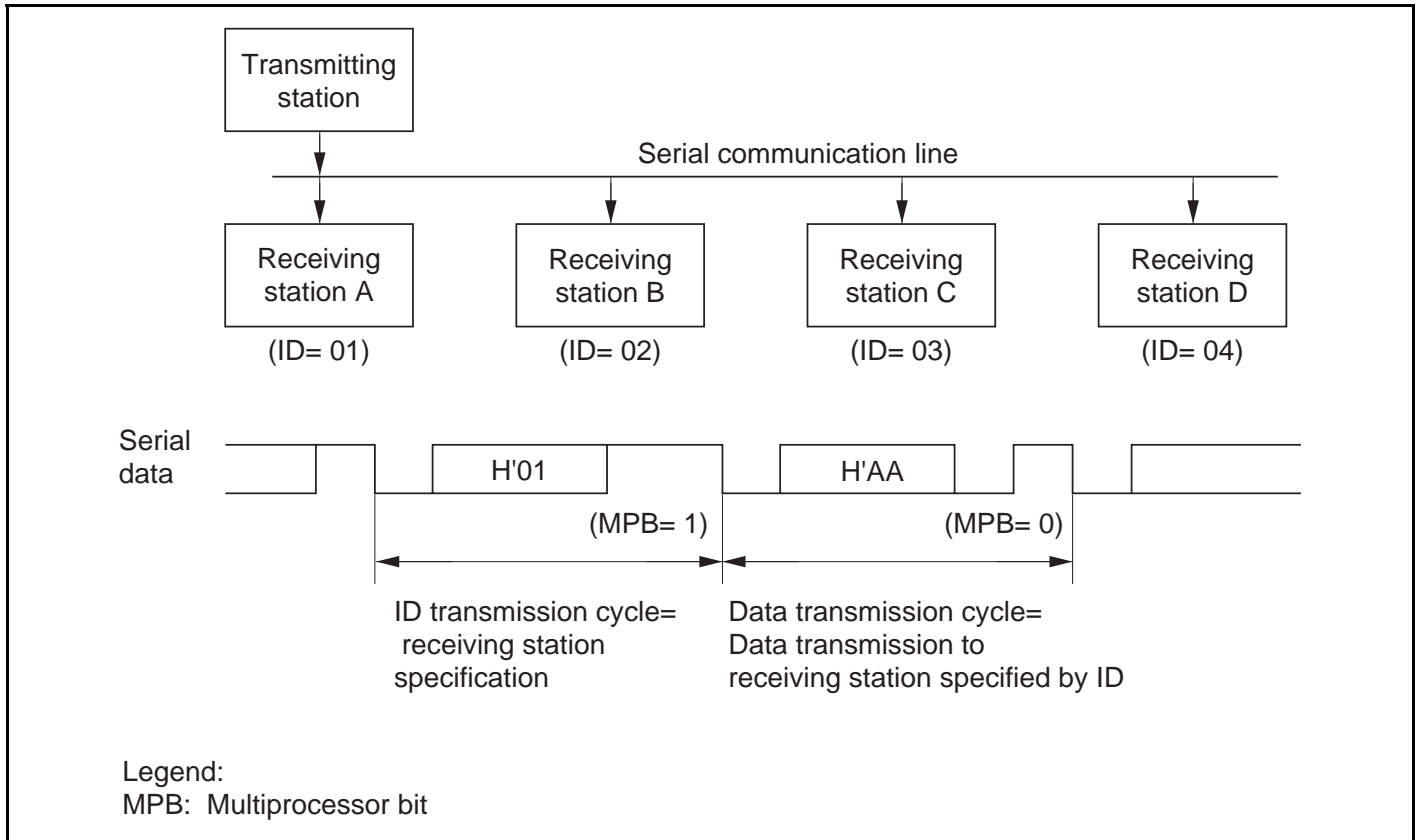 Transmitting
station
Serial communication line
Receiving
station A
Receiving
station B
Receiving
station C
Receiving
station D
(ID= 01)
(ID= 02)
(ID= 03)
(ID= 04)
Serial
data
H'01
H'AA
(MPB= 1)
(MPB= 0)
ID transmission cycle=
receiving station
specification
Data transmission cycle=
Data transmission to
receiving station specified by ID
Legend:
MPB: Multiprocessor bit